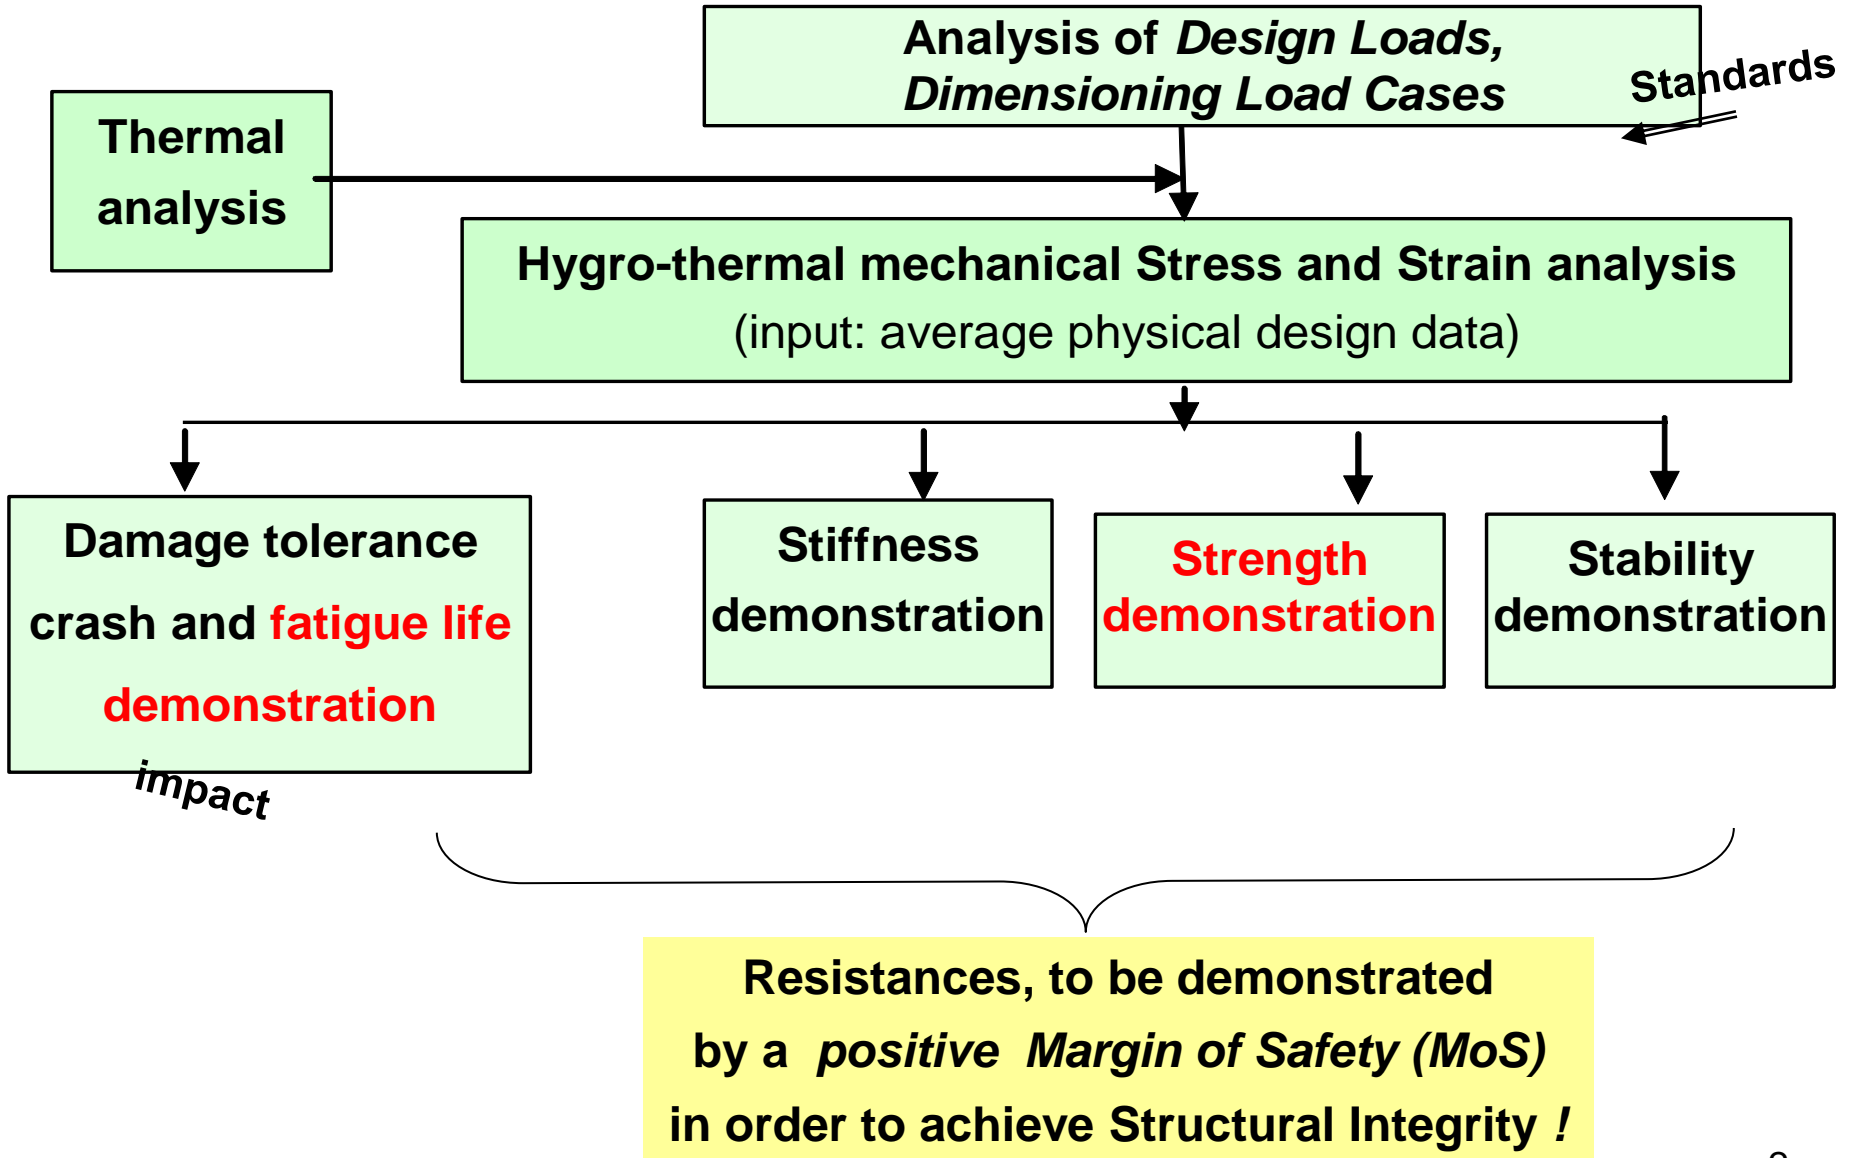 Analysis of Design Loads,
Dimensioning Load Cases
Standards
Thermal
analysis
Hygro-thermal mechanical Stress and Strain analysis
(input: average physical design data)
Damage tolerance
crash and fatigue life
demonstration
impact
Stiffness
demonstration
Strength
demonstration
Stability
demonstration
Resistances, to be demonstrated
by a positive Margin of Safety (MoS)
in order to achieve Structural Integrity !